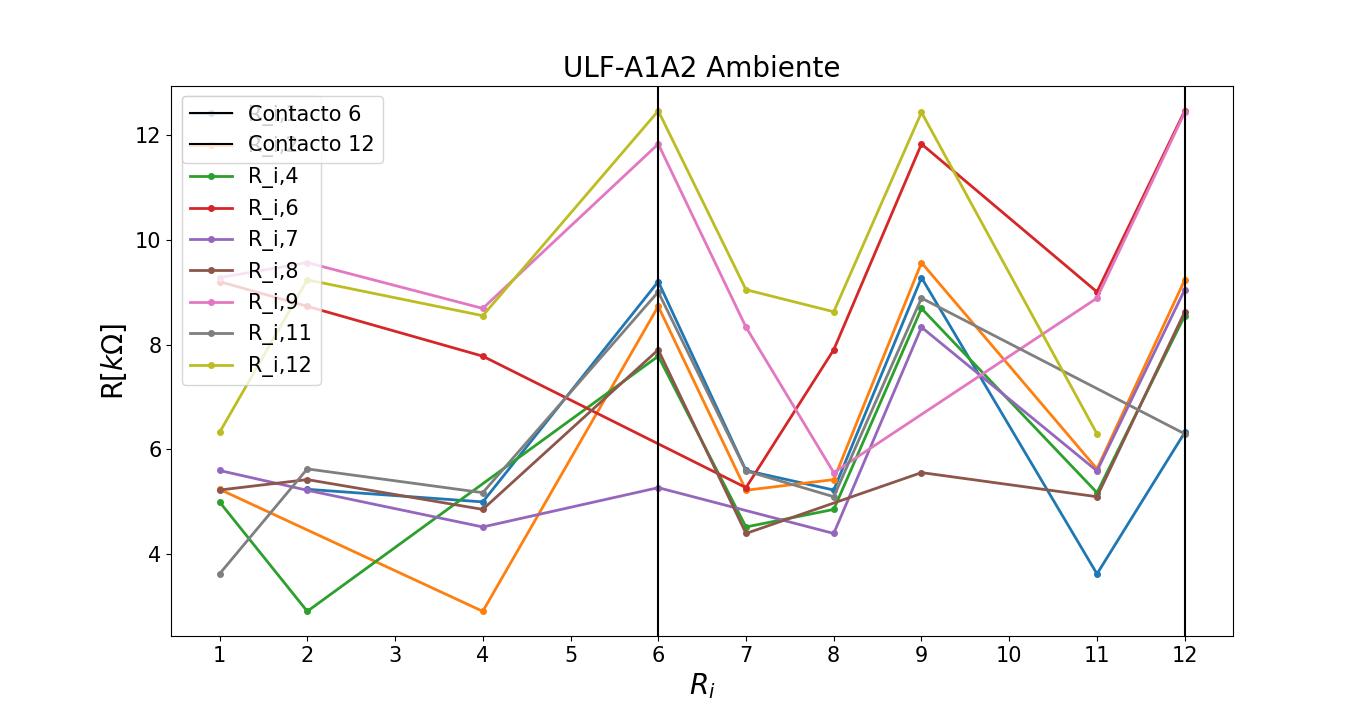 ULF-A1A2 Ambiente
Contacto 6
Contacto 12
R_i,4
R_i,6
R_i,7
R_i,8
R_i,9
R_i,11
R_i,12
R[kΩ]
12
10
8
6
4
1 2 3 4 5 6 7 8 9 10 11 12
R_i